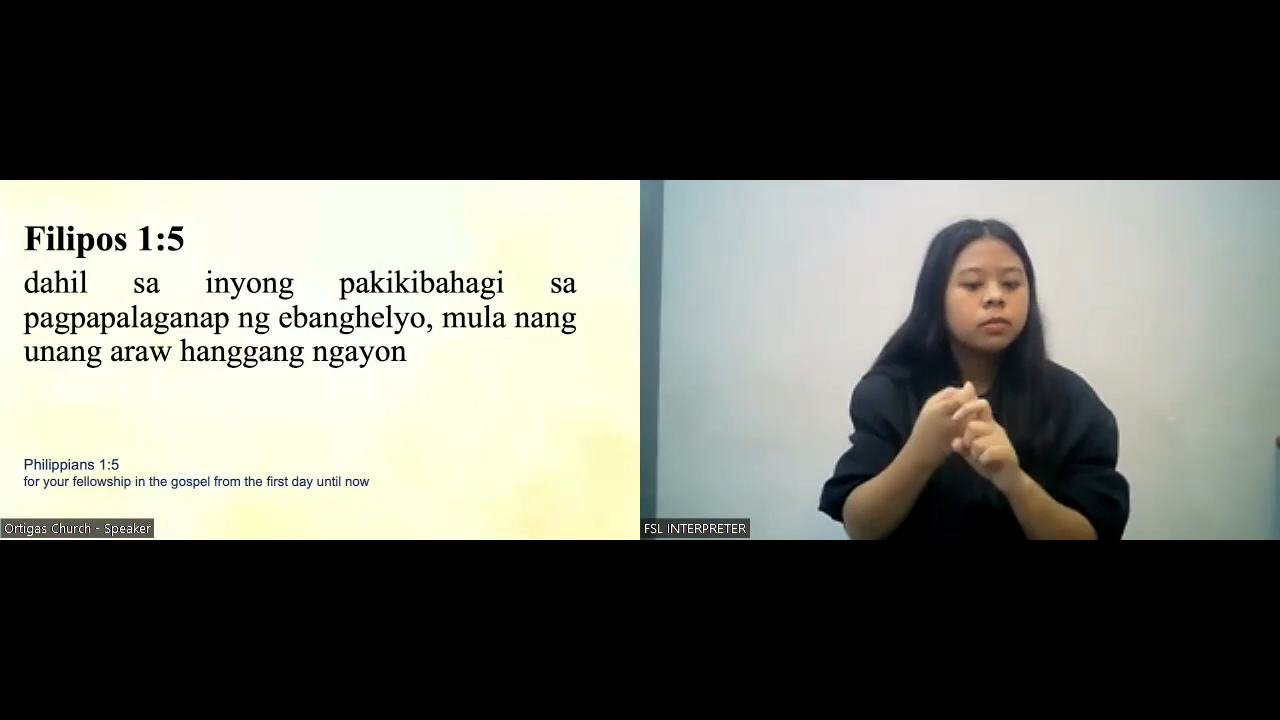 Filipos 1:5
dahil sa inyong pakikibahagi sa
pagpapalaganap ng ebanghelyo, mula nang
unang araw hanggang ngayon
Philippians 1:5
for your fellowship in the gospel from the first day until now
Ortigas Church - Speaker
FSL INTERPRETER